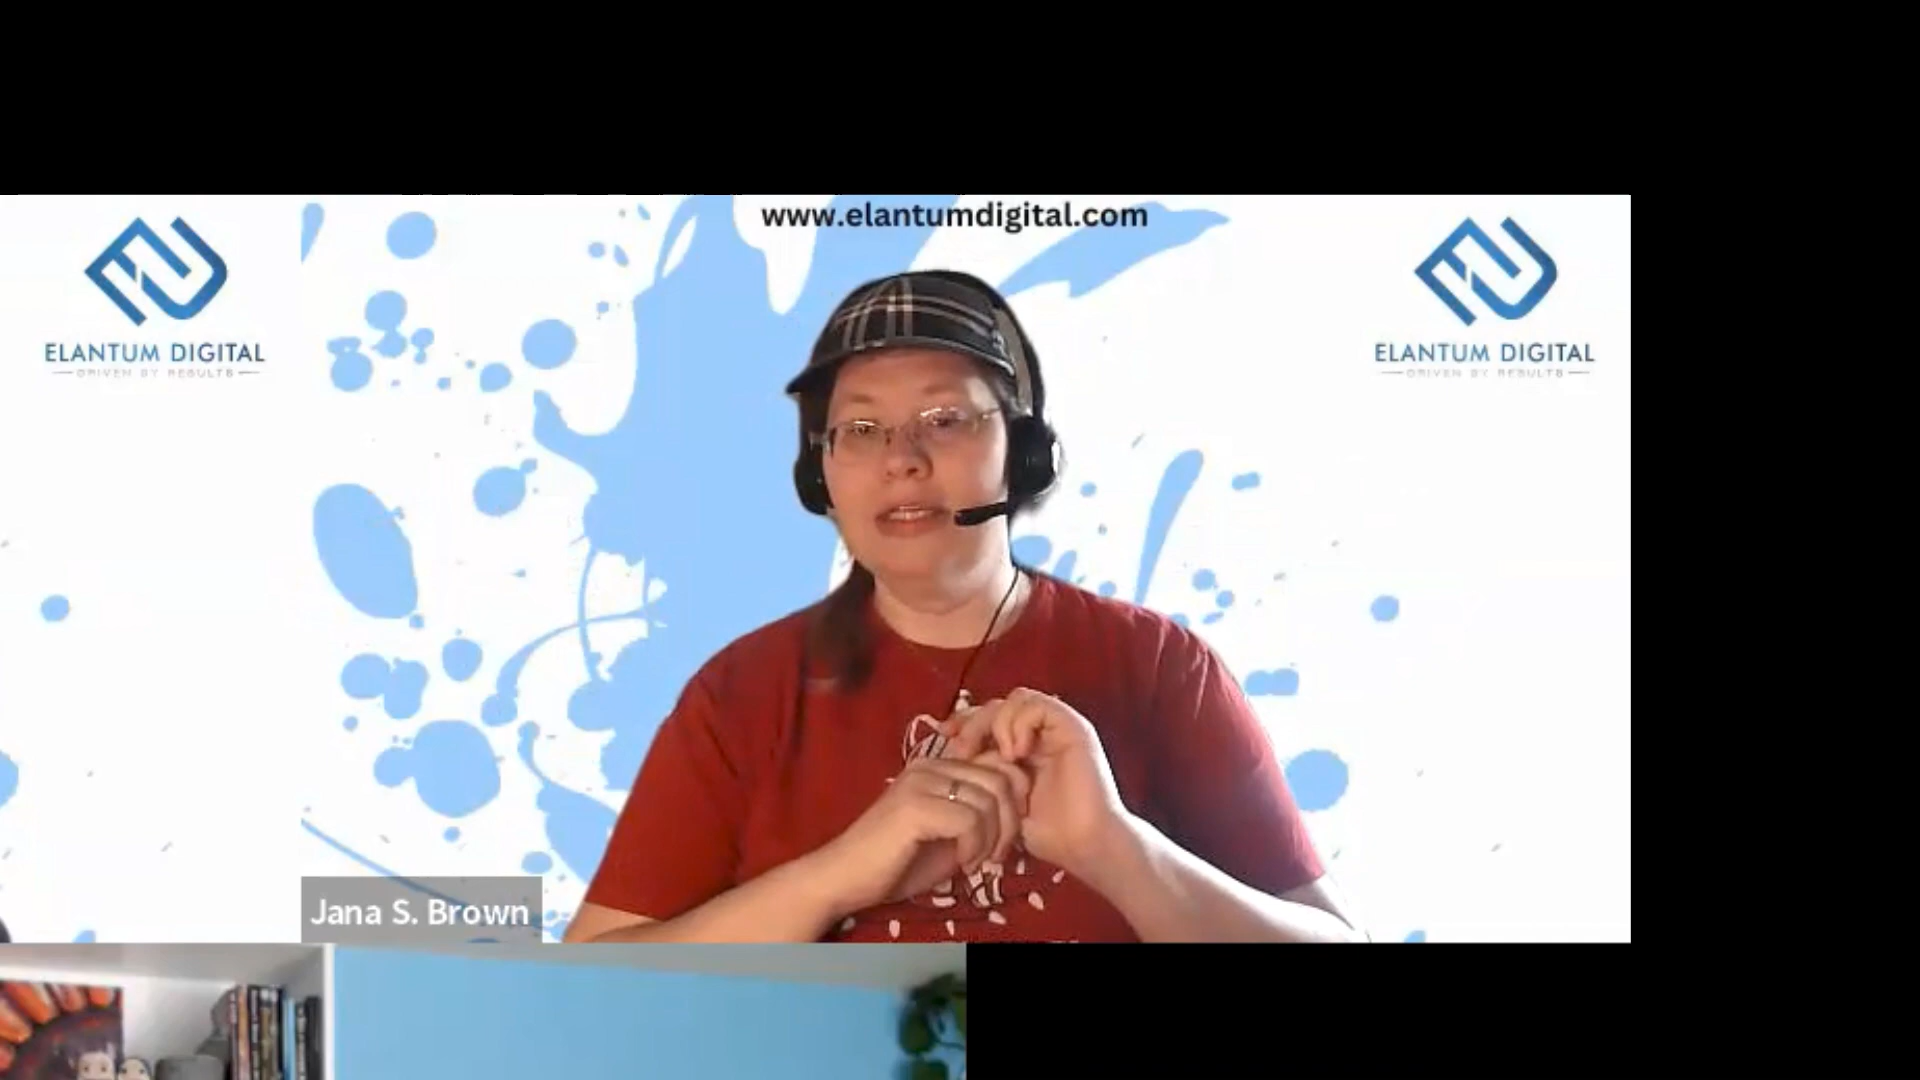 www.elantumdigital.com
ELANTUM DIGITAL
DRIVEN BY RESULTS
ELANTUM DIGITAL
DRIVEN BY RESULTS
Jana S. Brown